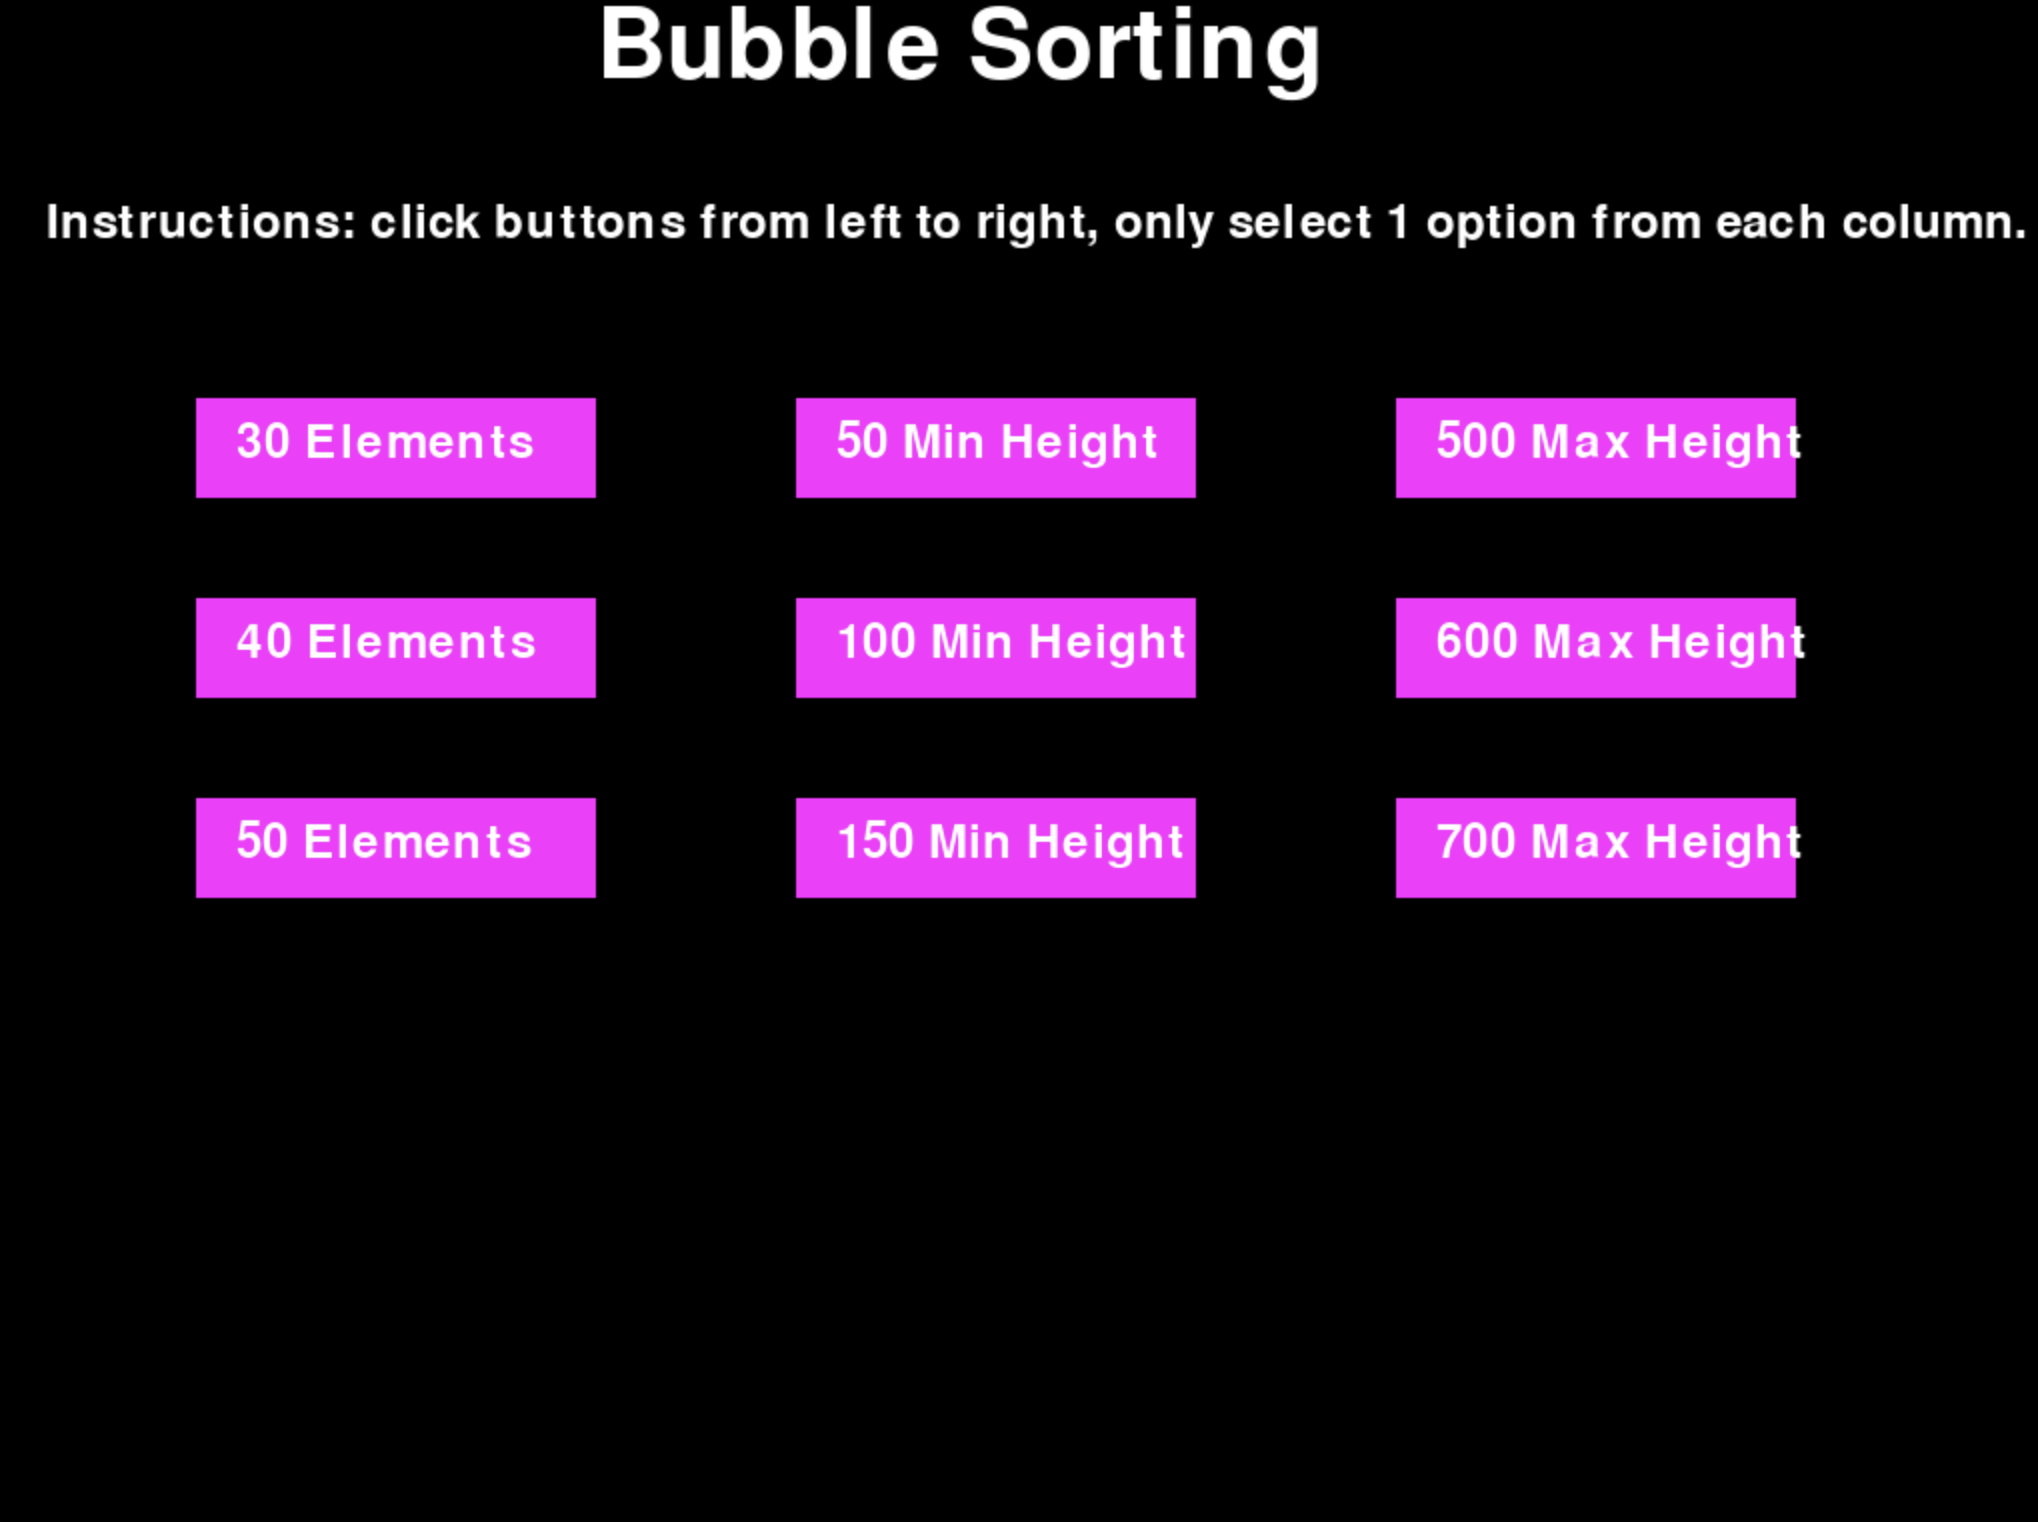 Bubble Sorting
Instructions: click buttons from left to right, only select 1 option from each column.
30 Elements
50 Min Height
500 Max Height
40 Elements
100 Min Height
600 Max Height
50 Elements
150 Min Height
700 Max Height